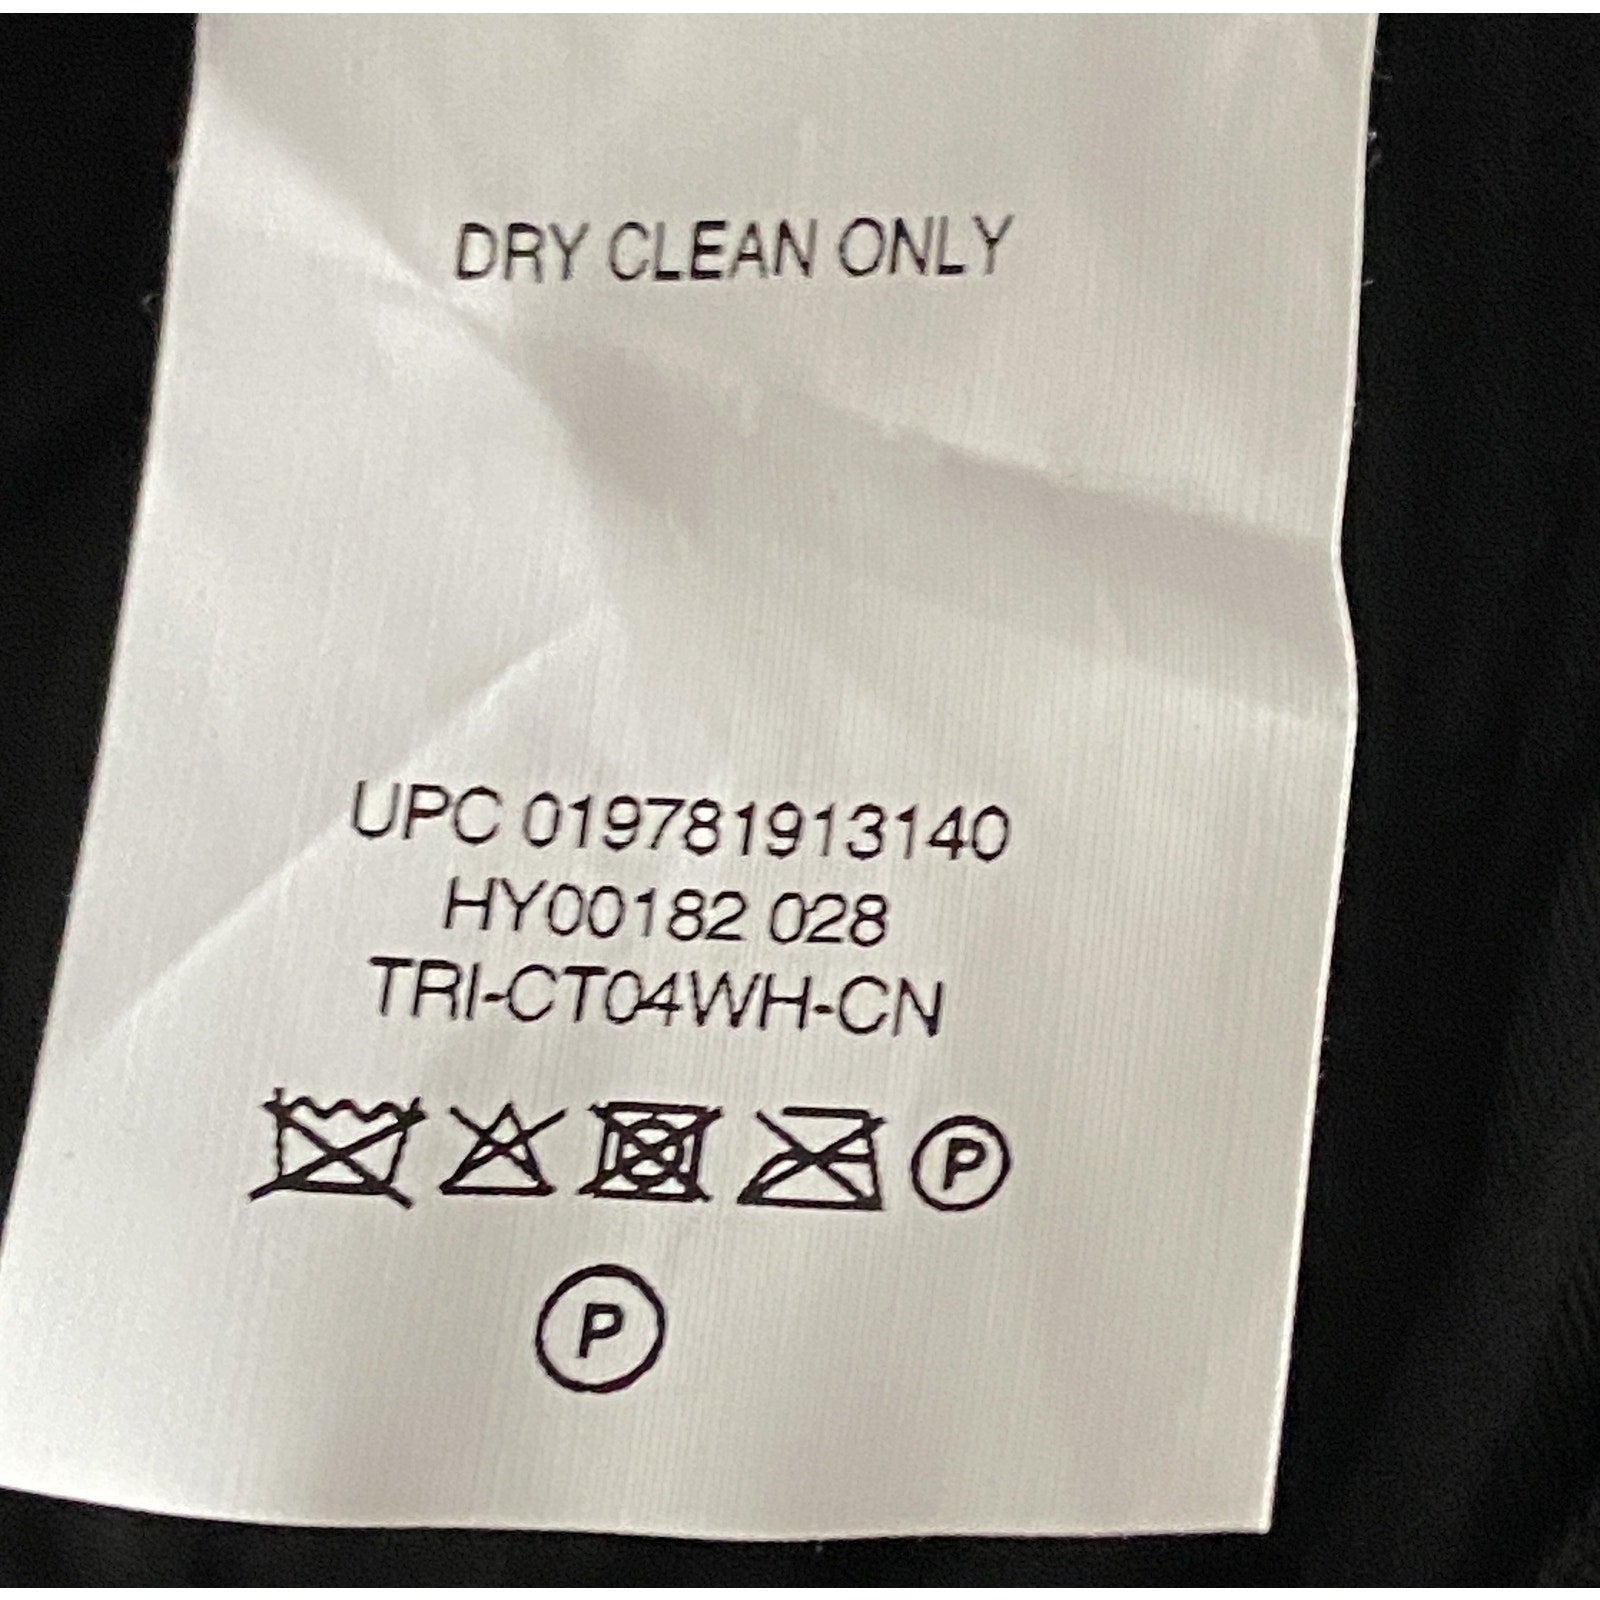 DRY CLEAN ONLY
UPC 019781913140
HY00182 028
TRI-CT04WH-CN
P
P